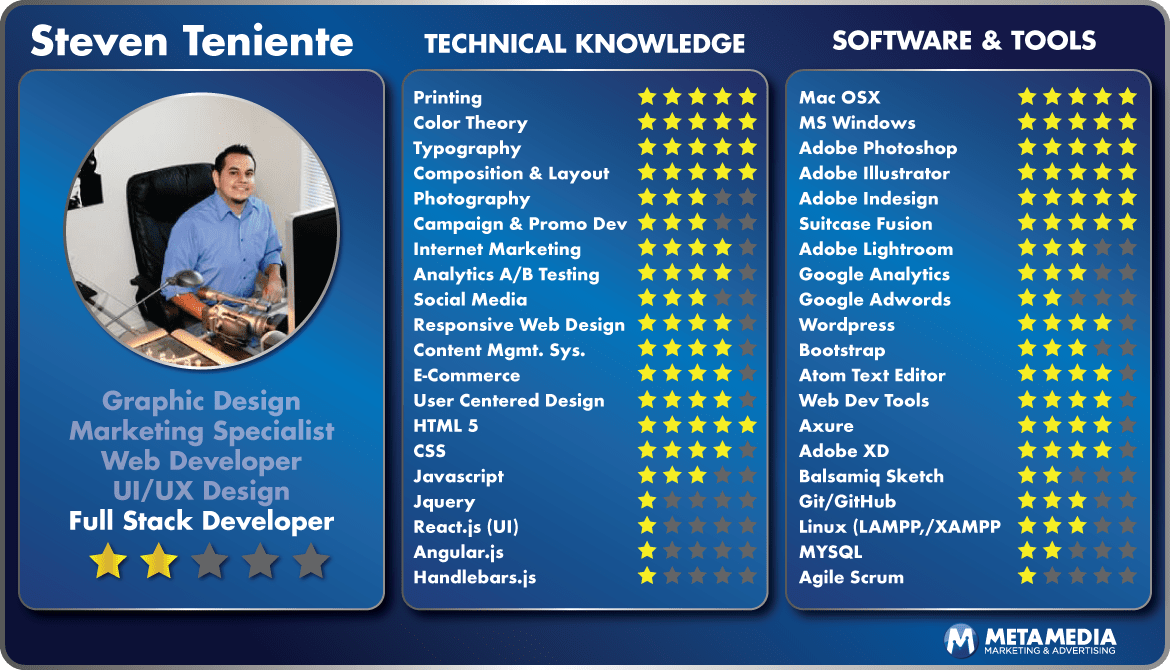 Steven Teniente
Graphic Design
Marketing Specialist
Web Developer
UI/UX Design
Full Stack Developer
TECHNICAL KNOWLEDGE
Printing
Color Theory
Typography
Composition & Layout
Photography
Campaign & Promo Dev
Internet Marketing
Analytics A/B Testing
Social Media
Responsive Web Design
Content Mgmt. Sys.
E-Commerce
User Centered Design
HTML 5
CSS
Javascript
Jquery
React.js (UI)
Angular.js
Handlebars.js
SOFTWARE & TOOLS
Mac OSX
MS Windows
Adobe Photoshop
Adobe Illustrator
Adobe Indesign
Suitcase Fusion
Adobe Lightroom
Google Analytics
Google Adwords
Wordpress
Bootstrap
Atom Text Editor
Web Dev Tools
Axure
Adobe XD
Balsamiq Sketch
Git/GitHub
Linux (LAMPP,/XAMPP
MYSQL
Agile Scrum
M METAMEDIA
MARKETING & ADVERTISING